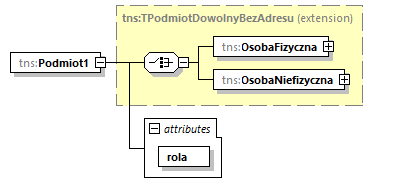 tns:TPodmiotDowolnyBezAdresu (extension)
tns:OsobaFizyczna
tns:Podmiot1
tns:OsobaNiefizyczna
attributes
rola